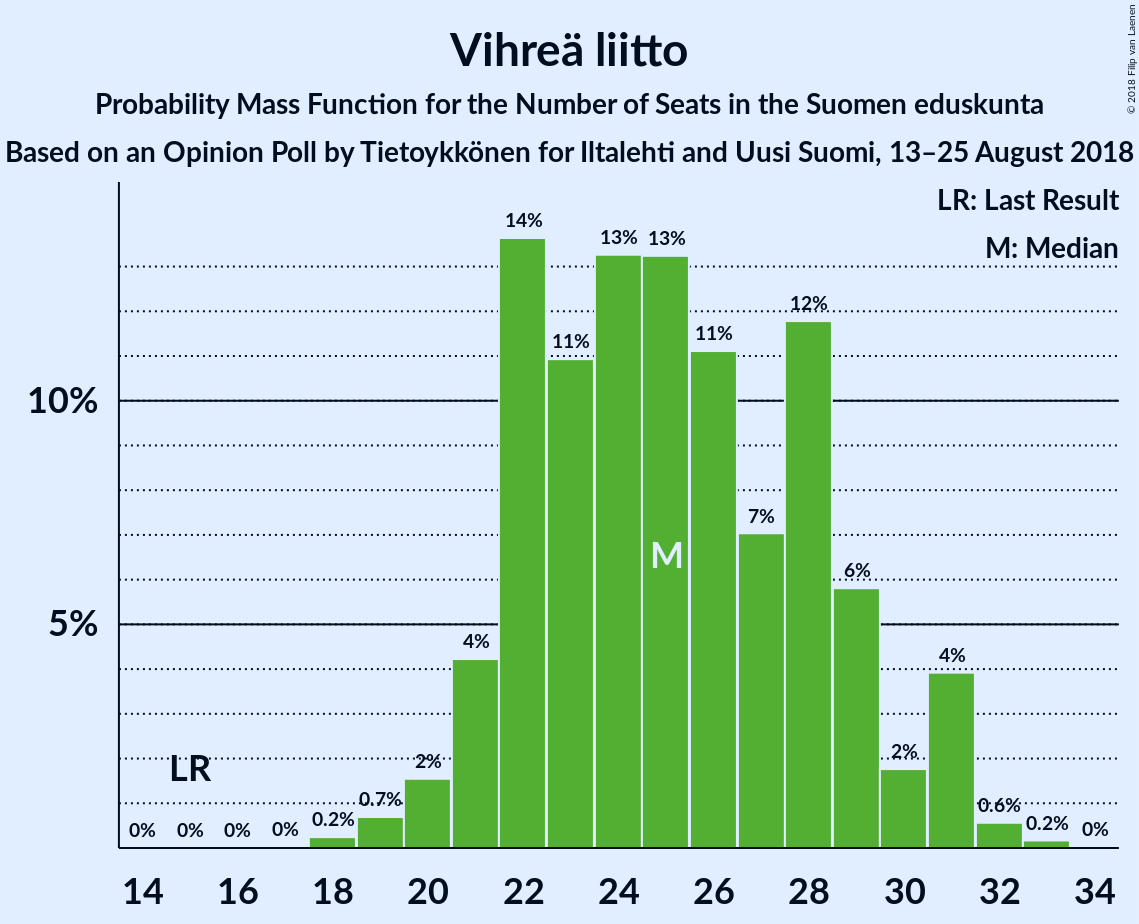 Vihreä liitto
Probability Mass Function for the Number of Seats in the Suomen eduskunta
Based on an Opinion Poll by Tietoykkönen for Iltalehti and Uusi Suomi, 13–25 August 2018
© 2018 Filip van Laenen
LR: Last Result
M: Median
10%
5%
0% 0% 0% 0% 0.2% 0.7% 2% 4% 14% 11% 13% 13% 11% 7% 12% 6% 2% 4% 0.6% 0.2% 0%
LR
M
14 16 18 20 22 24 26 28 30 32 34